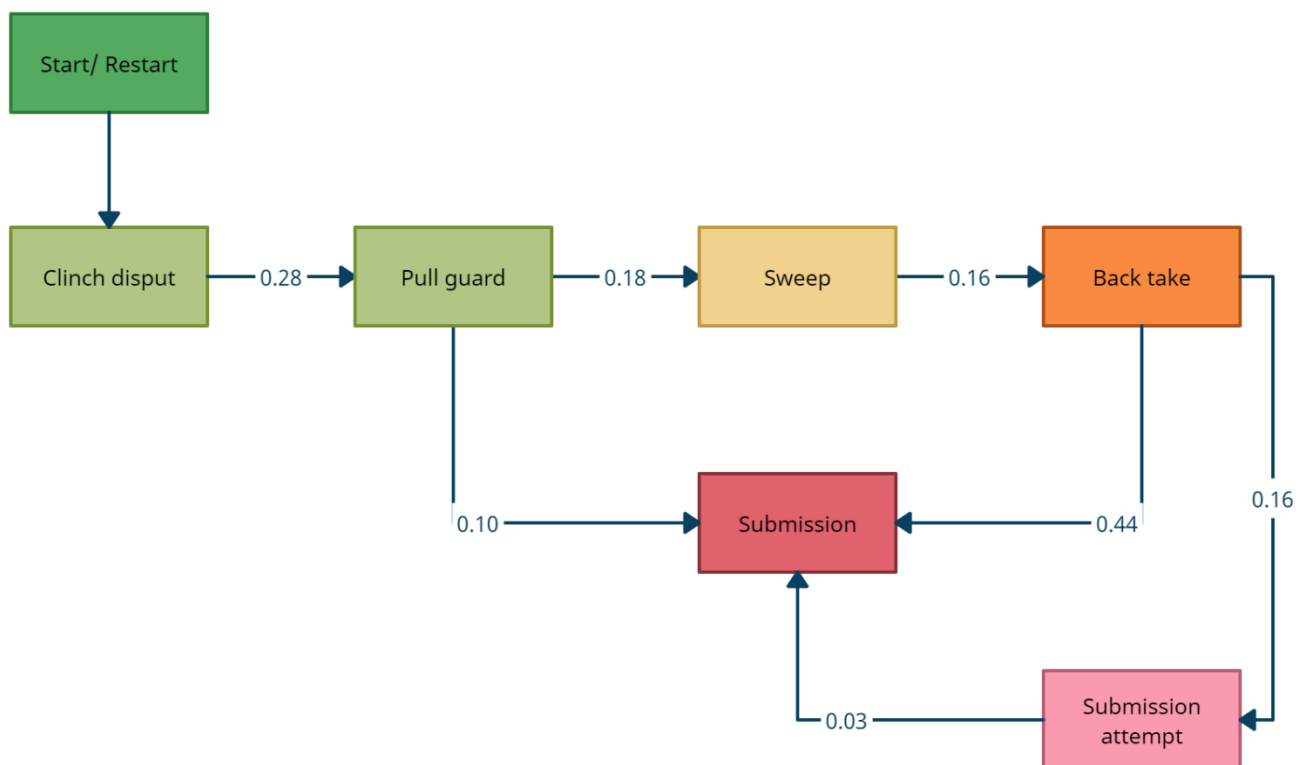 Start/ Restart
Clinch disput
0.28
Pull guard
0.18
Sweep
0.16
Back take
0.10
Submission
0.44
0.16
0.03
Submission
attempt